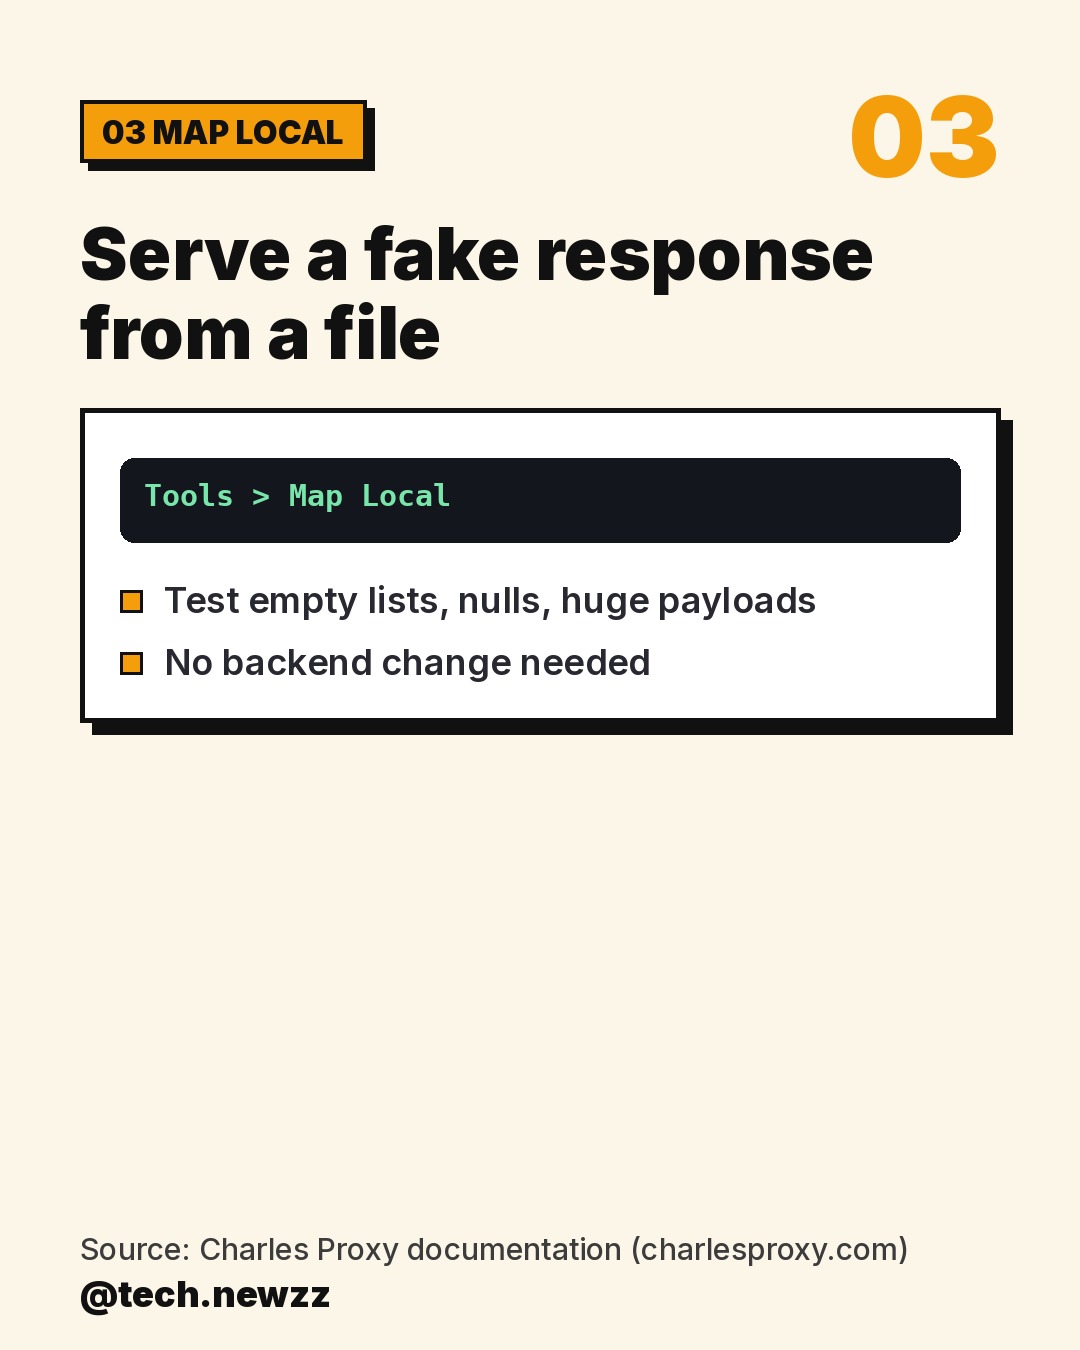 03 MAP LOCAL
03
Serve a fake response
from a file
Tools > Map Local
Test empty lists, nulls, huge payloads
No backend change needed
Source: Charles Proxy documentation (charlesproxy.com)
@tech.newzz